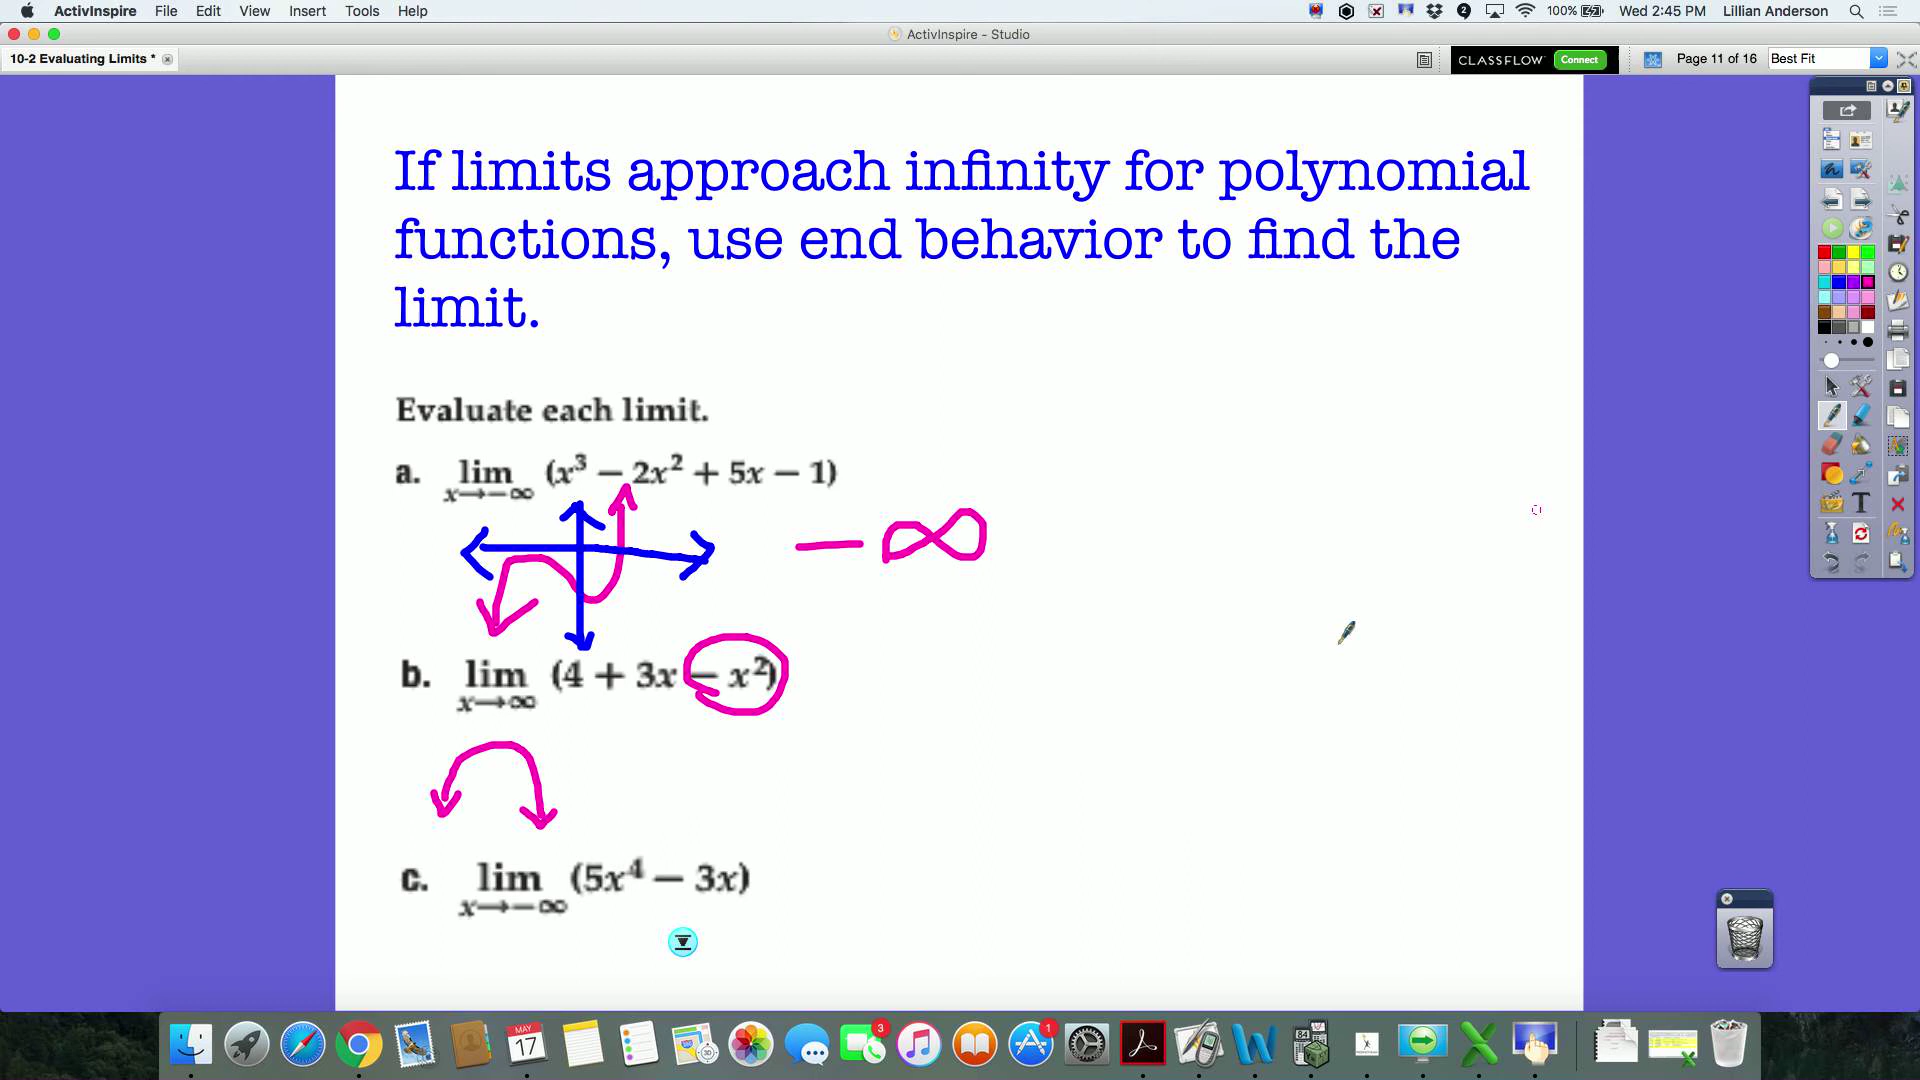 ActivInspire File Edit View Insert Tools Help 2 100% Wed 2:45 PM Lillian Anderson
ActivInspire - Studio
10-2 Evaluating Limits * CLASSFLOW Connect Page 11 of 16 Best Fit
If limits approach infinity for polynomial
functions, use end behavior to find the
limit.
Evaluate each limit.
a. lim (x³ − 2x² + 5x − 1)
x→−∞
− ∞
b. lim (4 + 3x − x²)
x→∞
c. lim (5x⁴ − 3x)
x→−∞
MAY
17
3
1